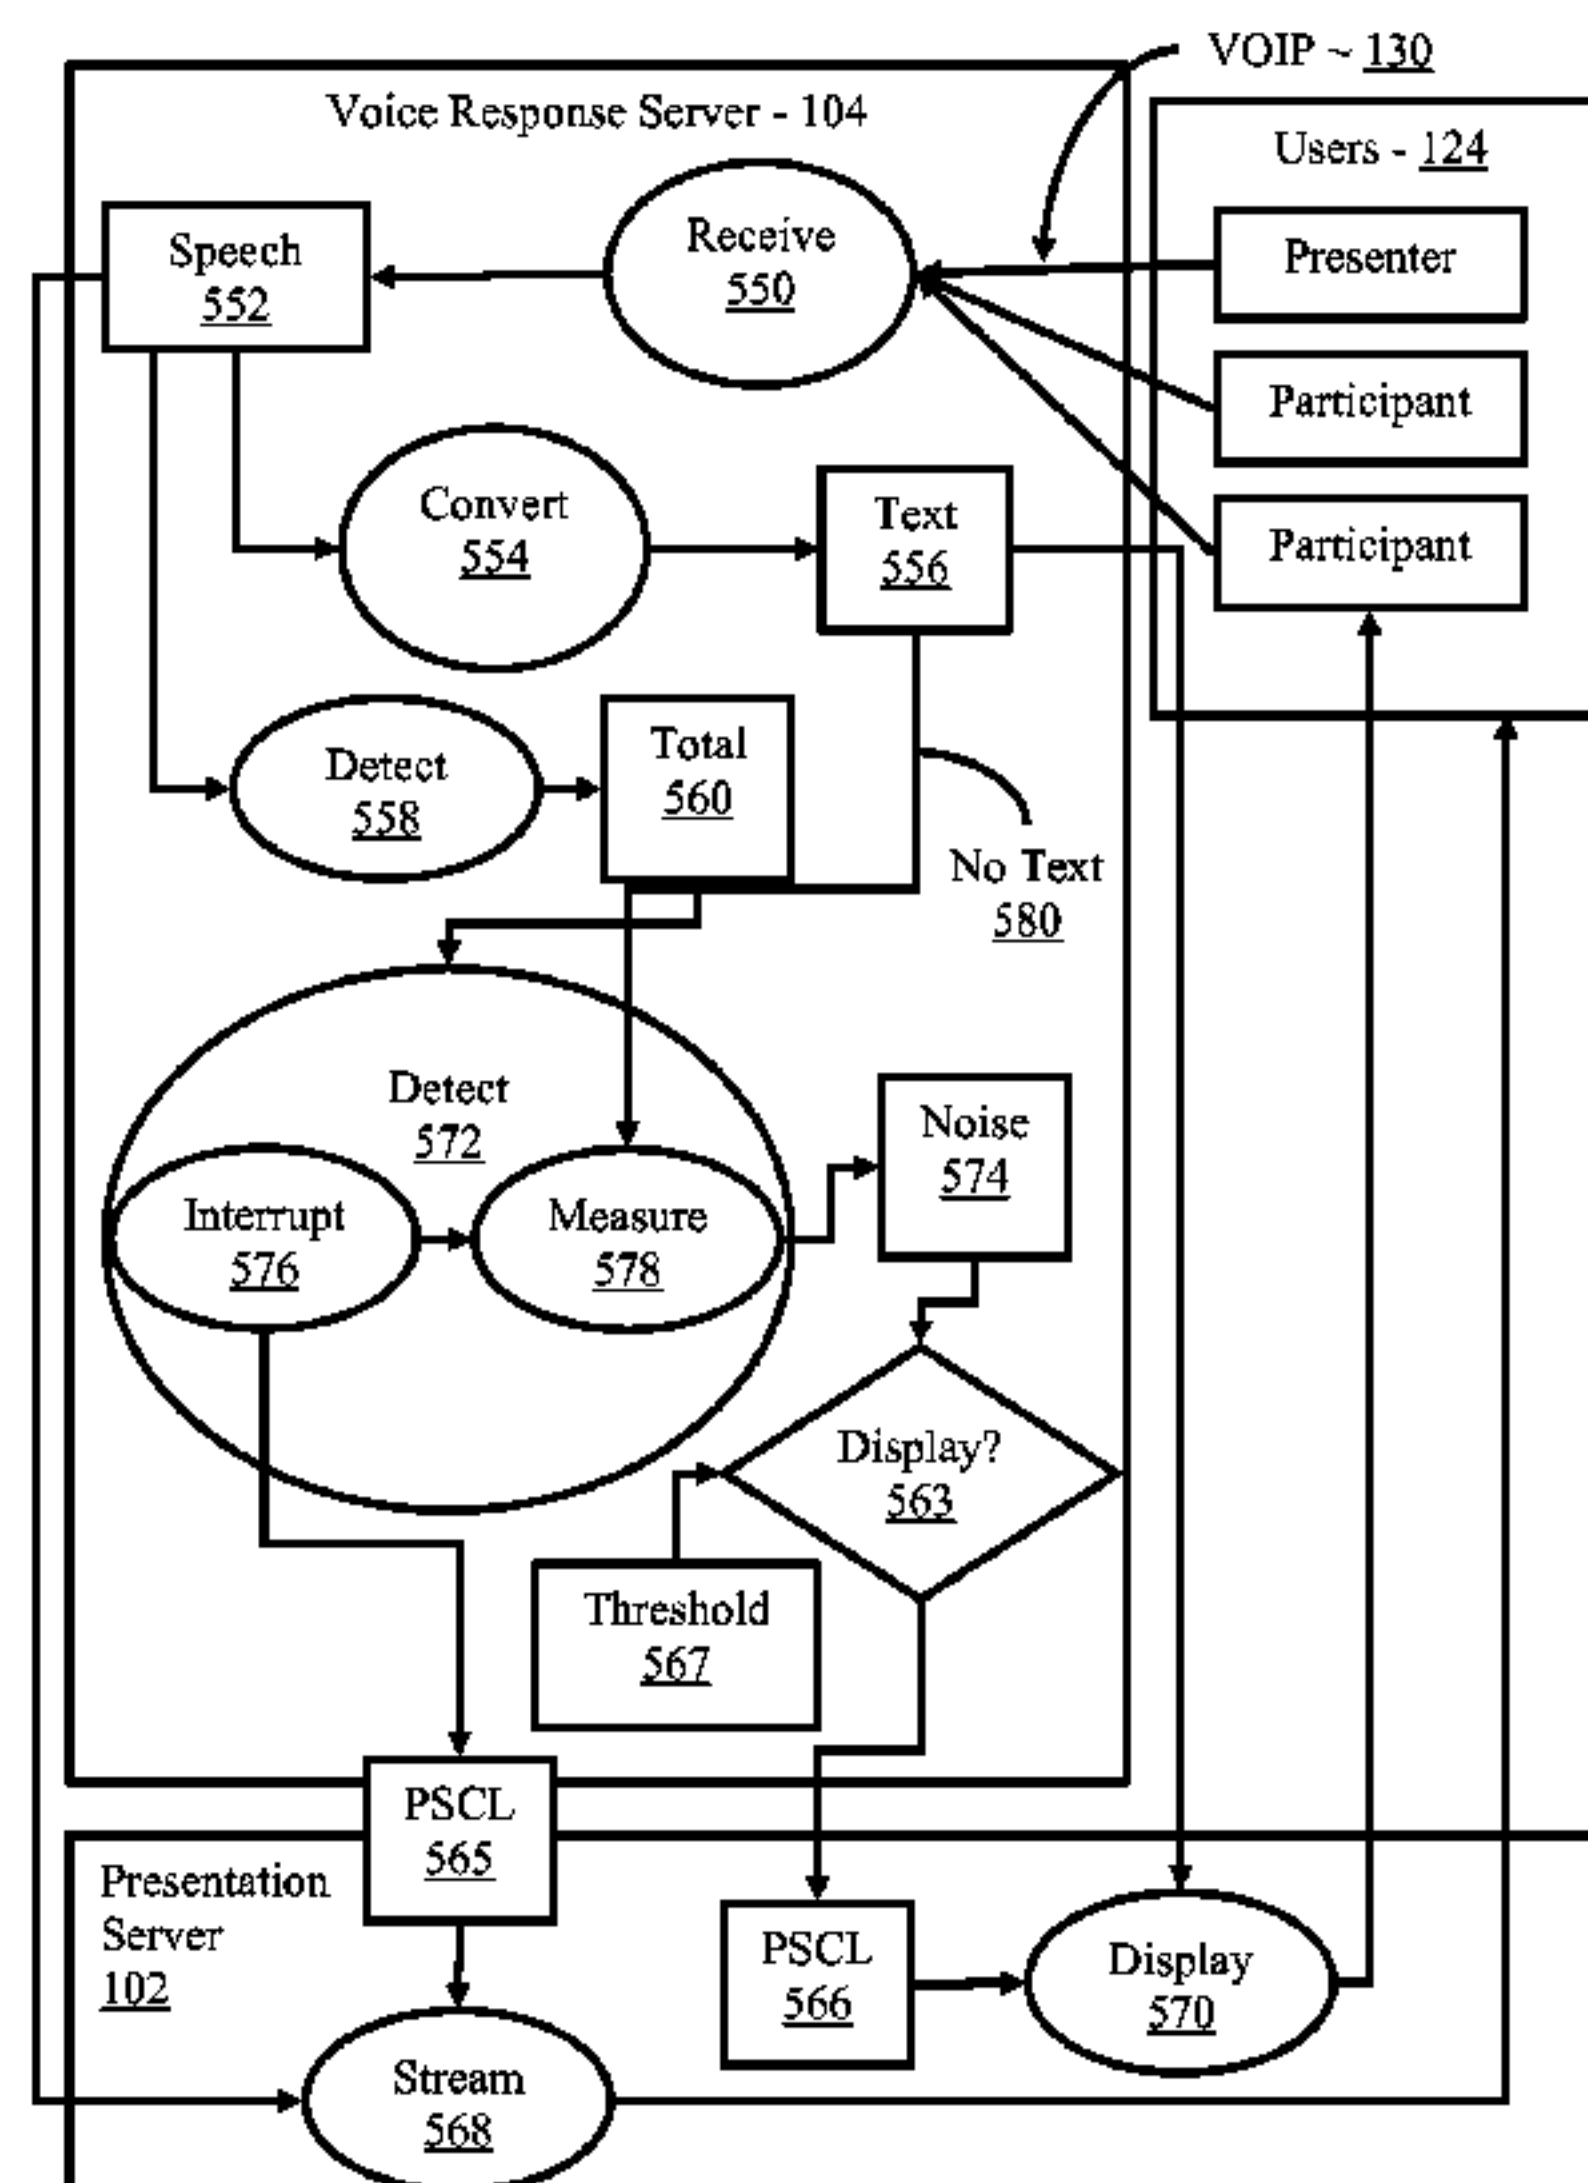 VOIP ~ 130
Voice Response Server - 104
Users - 124
Speech
552
Receive
550
Presenter
Participant
Participant
Convert
554
Text
556
Detect
558
Total
560
No Text
580
Detect
572
Interrupt
576
Measure
578
Noise
574
Display?
563
Threshold
567
PSCL
565
Presentation
Server
102
PSCL
566
Display
570
Stream
568